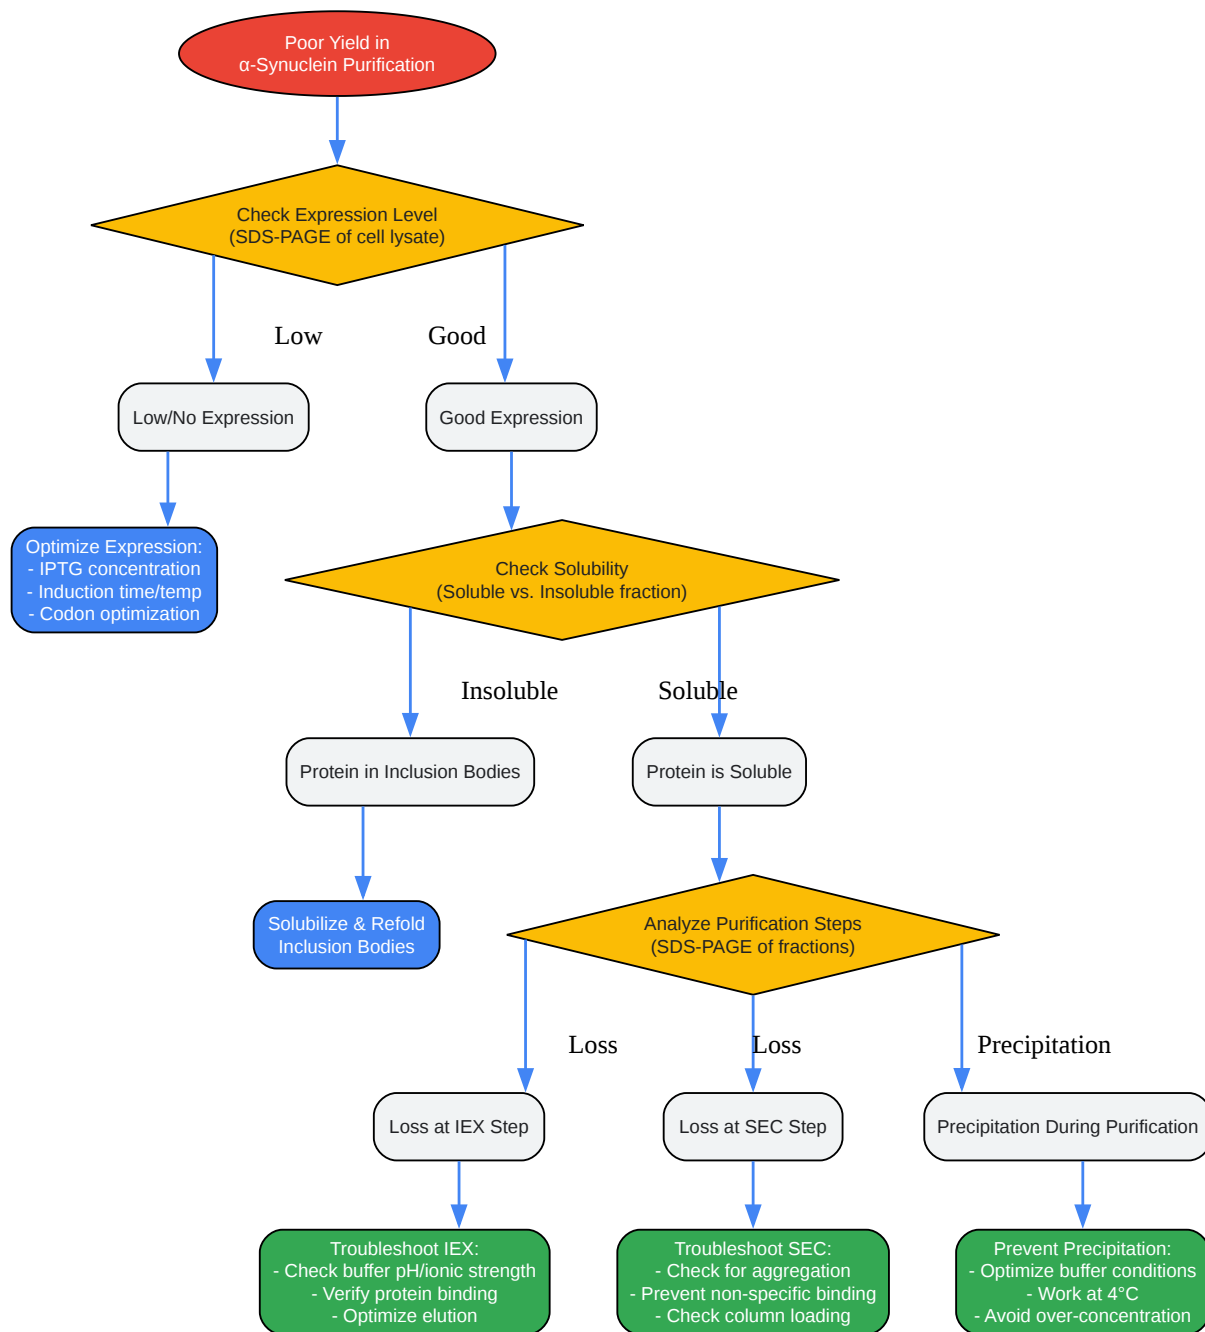 Poor Yield in
α-Synuclein Purification
Check Expression Level
(SDS-PAGE of cell lysate)
Low
Good
Low/No Expression
Good Expression
Optimize Expression:
- IPTG concentration
- Induction time/temp
- Codon optimization
Check Solubility
(Soluble vs. Insoluble fraction)
Insoluble
Soluble
Protein in Inclusion Bodies
Protein is Soluble
Solubilize & Refold
Inclusion Bodies
Analyze Purification Steps
(SDS-PAGE of fractions)
Loss
Loss
Precipitation
Loss at IEX Step
Loss at SEC Step
Precipitation During Purification
Troubleshoot IEX:
- Check buffer pH/ionic strength
- Verify protein binding
- Optimize elution
Troubleshoot SEC:
- Check for aggregation
- Prevent non-specific binding
- Check column loading
Prevent Precipitation:
- Optimize buffer conditions
- Work at 4°C
- Avoid over-concentration